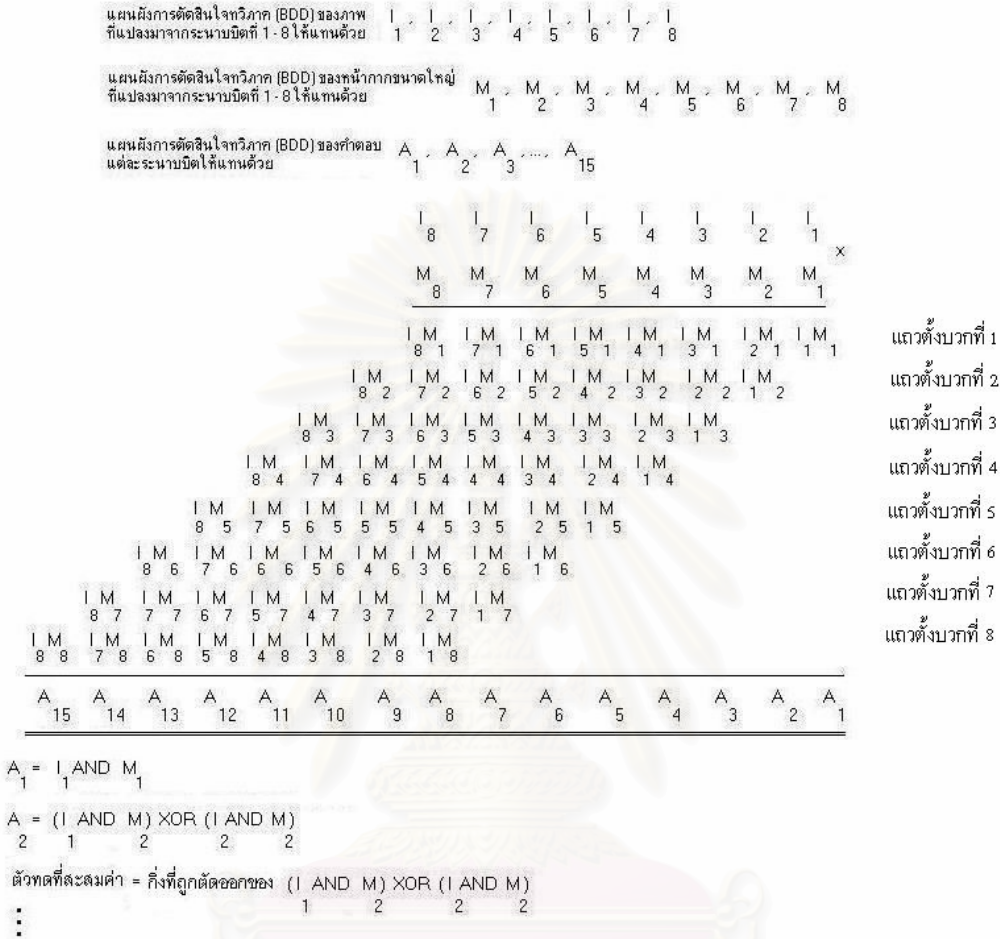 แผนผังการตัดสินใจทวิภาค (BDD) ของภาพ
ที่แปลงมาจากระนาบบิตที่ 1 - 8 ให้แทนด้วย I1 , I2 , I3 , I4 , I5 , I6 , I7 , I8
แผนผังการตัดสินใจทวิภาค (BDD) ของหน้ากากขนาดใหญ่
ที่แปลงมาจากระนาบบิตที่ 1 - 8 ให้แทนด้วย M1 , M2 , M3 , M4 , M5 , M6 , M7 , M8
แผนผังการตัดสินใจทวิภาค (BDD) ของคำตอบ
แต่ละระนาบบิตให้แทนด้วย A1 , A2 , A3 ,..., A15
I8 I7 I6 I5 I4 I3 I2 I1
x
M8 M7 M6 M5 M4 M3 M2 M1
I8M1 I7M1 I6M1 I5M1 I4M1 I3M1 I2M1 I1M1 แถวตั้งบวกที่ 1
I8M2 I7M2 I6M2 I5M2 I4M2 I3M2 I2M2 I1M2 แถวตั้งบวกที่ 2
I8M3 I7M3 I6M3 I5M3 I4M3 I3M3 I2M3 I1M3 แถวตั้งบวกที่ 3
I8M4 I7M4 I6M4 I5M4 I4M4 I3M4 I2M4 I1M4 แถวตั้งบวกที่ 4
I8M5 I7M5 I6M5 I5M5 I4M5 I3M5 I2M5 I1M5 แถวตั้งบวกที่ 5
I8M6 I7M6 I6M6 I5M6 I4M6 I3M6 I2M6 I1M6 แถวตั้งบวกที่ 6
I8M7 I7M7 I6M7 I5M7 I4M7 I3M7 I2M7 I1M7 แถวตั้งบวกที่ 7
I8M8 I7M8 I6M8 I5M8 I4M8 I3M8 I2M8 I1M8 แถวตั้งบวกที่ 8
A15 A14 A13 A12 A11 A10 A9 A8 A7 A6 A5 A4 A3 A2 A1
A1 = I1 AND M1
A2 = (I1 AND M2) XOR (I2 AND M2)
ตัวทดที่สะสมค่า = กิ่งที่ถูกตัดออกของ (I1 AND M2) XOR (I2 AND M2)
⋮